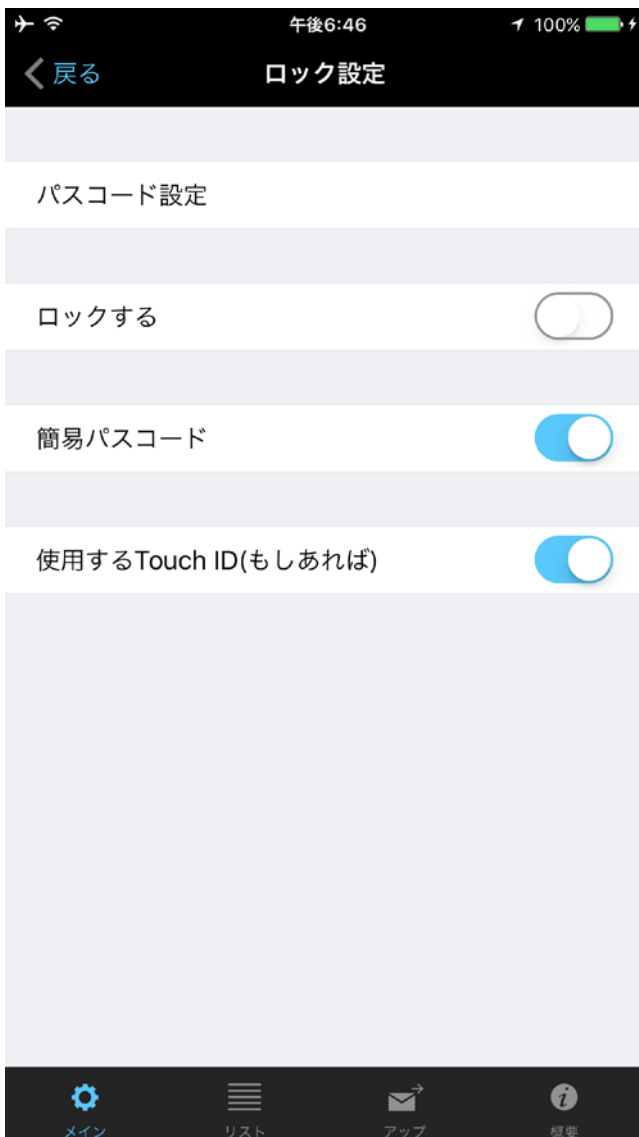 午後6:46
100%
戻る
ロック設定
パスコード設定
ロックする
簡易パスコード
使用するTouch ID(もしあれば)
メイン
リスト
アップ
概要